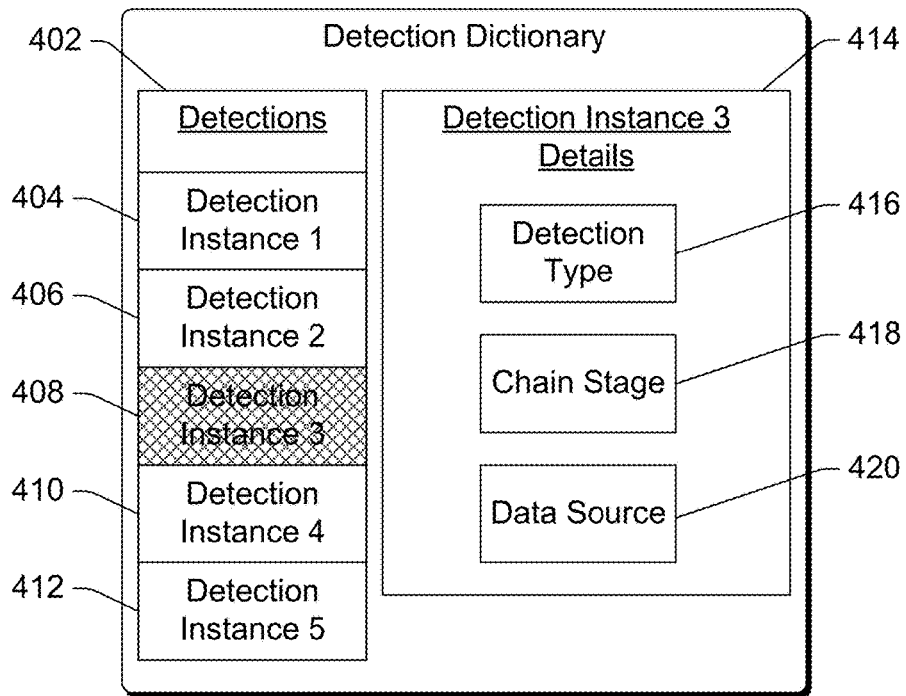 Detection Dictionary
402
414
Detections
Detection Instance 3
Details
404
Detection
Instance 1
416
Detection
Type
406
Detection
Instance 2
418
Chain Stage
408
Detection
Instance 3
420
Data Source
410
Detection
Instance 4
412
Detection
Instance 5